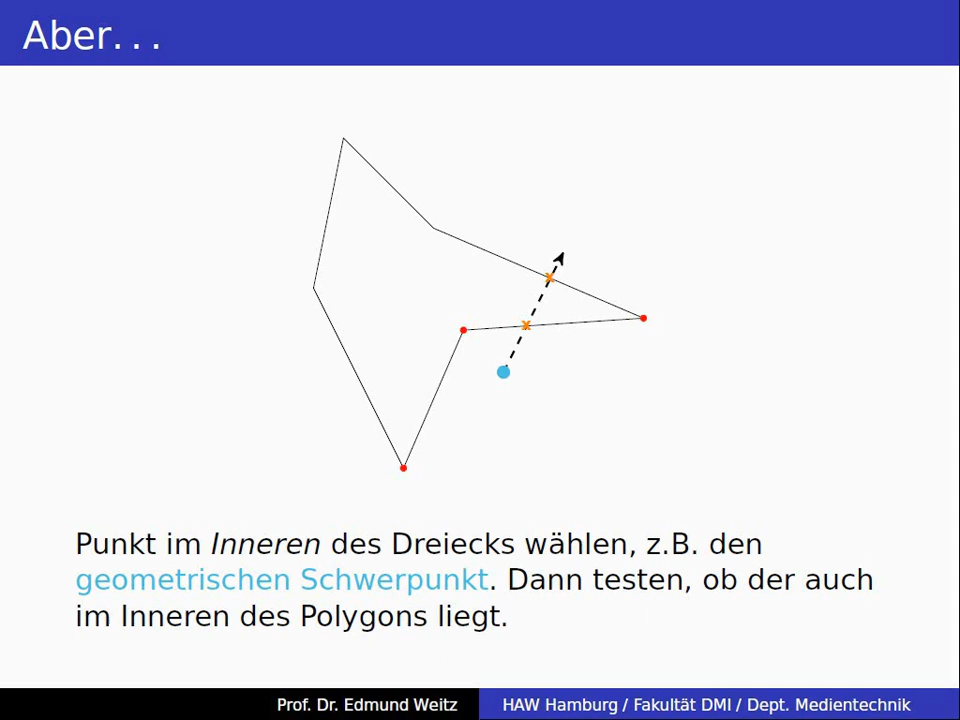 Aber. . .
Punkt im Inneren des Dreiecks wählen, z.B. den
geometrischen Schwerpunkt. Dann testen, ob der auch
im Inneren des Polygons liegt.
Prof. Dr. Edmund Weitz
HAW Hamburg / Fakultät DMI / Dept. Medientechnik